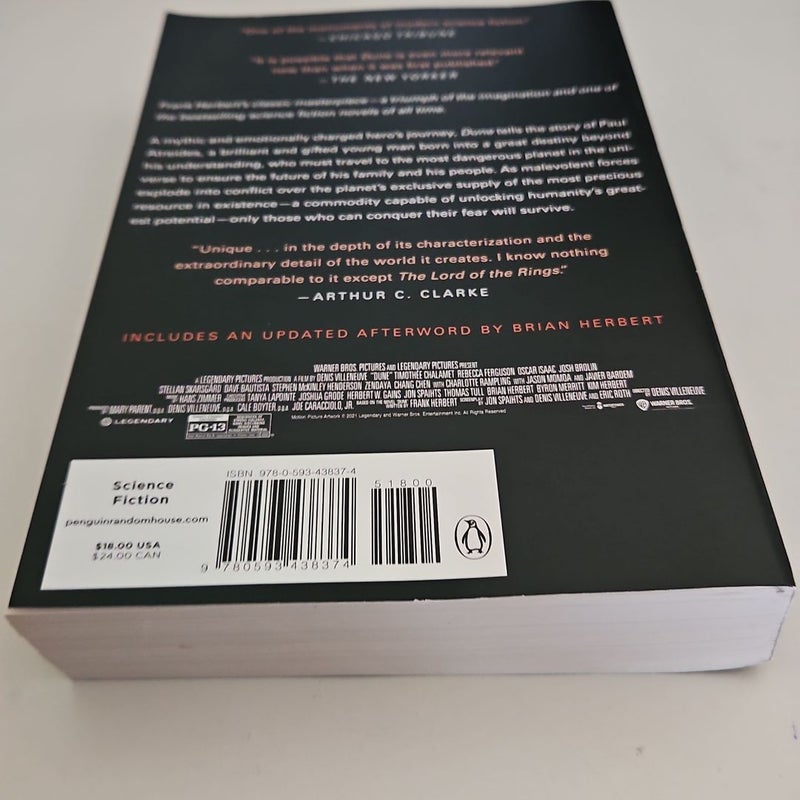 "One of the monuments of modern science fiction"
—CHICAGO TRIBUNE
"It is possible that Dune is even more relevant
now than when it was first published"
—THE NEW YORKER
Frank Herbert's classic masterpiece—a triumph of the imagination and one of
the bestselling science fiction novels of all time.
A mythic and emotionally charged hero's journey, Dune tells the story of Paul
Atreides, a brilliant and gifted young man born into a great destiny beyond
his understanding, who must travel to the most dangerous planet in the uni-
verse to ensure the future of his family and his people. As malevolent forces
explode into conflict over the planet's exclusive supply of the most precious
resource in existence—a commodity capable of unlocking humanity's great-
est potential—only those who can conquer their fear will survive.
"Unique . . . in the depth of its characterization and the
extraordinary detail of the world it creates. I know nothing
comparable to it except The Lord of the Rings."
—ARTHUR C. CLARKE
INCLUDES AN UPDATED AFTERWORD BY BRIAN HERBERT
WARNER BROS. PICTURES AND LEGENDARY PICTURES PRESENT
A LEGENDARY PICTURES PRODUCTION A FILM BY DENIS VILLENEUVE "DUNE" TIMOTHÉE CHALAMET REBECCA FERGUSON OSCAR ISAAC JOSH BROLIN
STELLAN SKARSGÅRD DAVE BAUTISTA STEPHEN McKINLEY HENDERSON ZENDAYA CHANG CHEN WITH CHARLOTTE RAMPLING WITH JASON MOMOA AND JAVIER BARDEM
HANS ZIMMER TANYA LAPOINTE JOSHUA GRODE HERBERT W. GAINS JON SPAIHTS THOMAS TULL BRIAN HERBERT BYRON MERRITT KIM HERBERT
MARY PARENT, DENIS VILLENEUVE, CALE BOYTER, JOE CARACCIOLO, JR. BASED ON THE NOVEL FRANK HERBERT SCREENPLAY BY JON SPAIHTS AND DENIS VILLENEUVE AND ERIC ROTH DIRECTED BY DENIS VILLENEUVE
LEGENDARY
PG-13
Motion Picture Artwork © 2021 Legendary and Warner Bros. Entertainment Inc. All Rights Reserved
WARNER BROS.
Science
Fiction
penguinrandomhouse.com
$18.00 USA
$24.00 CAN
ISBN 978-0-593-43837-4
51800
9 780593 438374